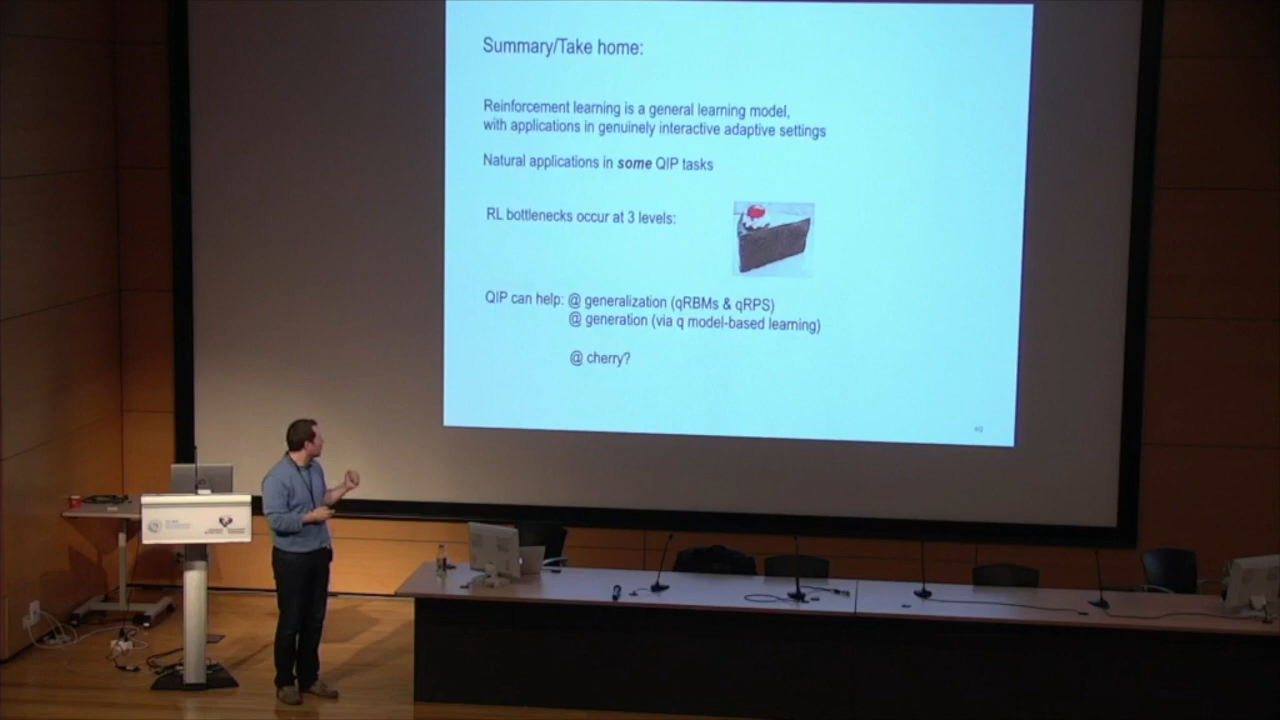 Summary/Take home:
Reinforcement learning is a general learning model,
with applications in genuinely interactive adaptive settings
Natural applications in some QIP tasks
RL bottlenecks occur at 3 levels:
QIP can help: @ generalization (qRBMs & qRPS)
@ generation (via q model-based learning)
@ cherry?
40